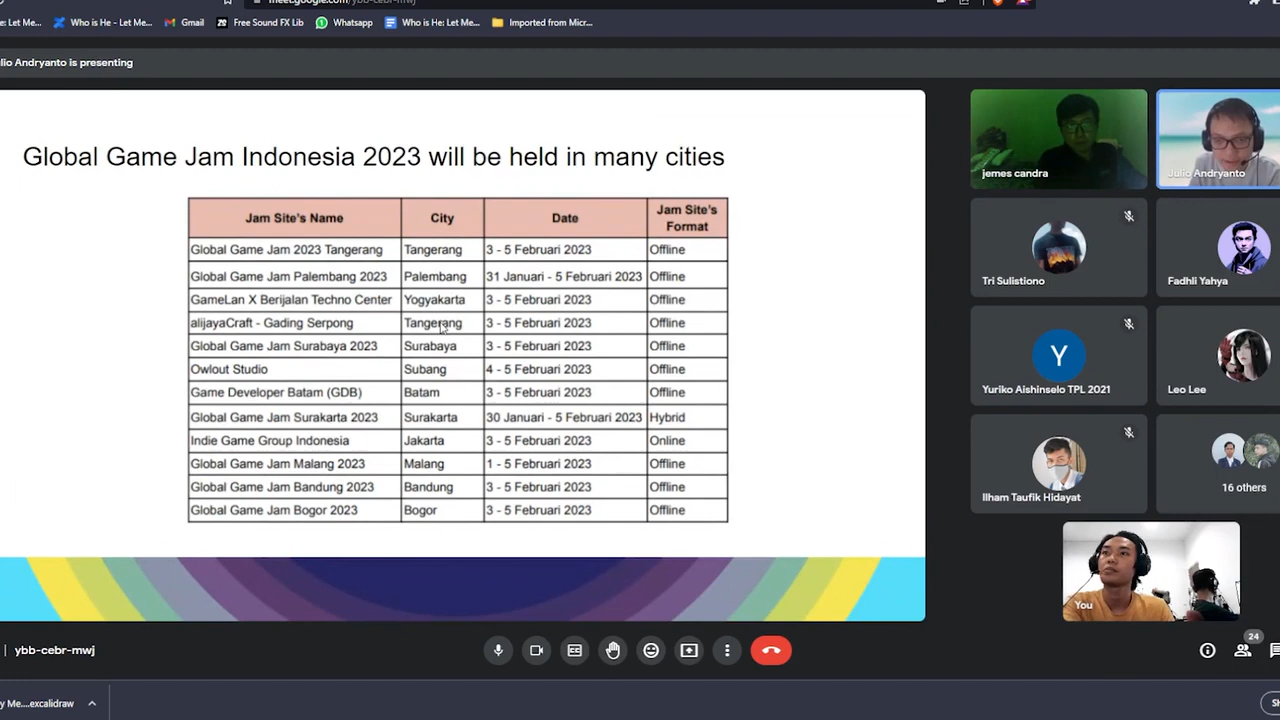 meet.google.com/ybb-cebr-mwj
Who is He - Let Me...
Gmail
Free Sound FX Lib
Whatsapp
Who is He: Let Me...
Imported from Micr...
Julio Andryanto is presenting
Global Game Jam Indonesia 2023 will be held in many cities
Jam Site's Name City Date Jam Site's Format
Global Game Jam 2023 Tangerang Tangerang 3 - 5 Februari 2023 Offline
Global Game Jam Palembang 2023 Palembang 31 Januari - 5 Februari 2023 Offline
GameLan X Berijalan Techno Center Yogyakarta 3 - 5 Februari 2023 Offline
alijayaCraft - Gading Serpong Tangerang 3 - 5 Februari 2023 Offline
Global Game Jam Surabaya 2023 Surabaya 3 - 5 Februari 2023 Offline
Owlout Studio Subang 4 - 5 Februari 2023 Offline
Game Developer Batam (GDB) Batam 3 - 5 Februari 2023 Offline
Global Game Jam Surakarta 2023 Surakarta 30 Januari - 5 Februari 2023 Hybrid
Indie Game Group Indonesia Jakarta 3 - 5 Februari 2023 Online
Global Game Jam Malang 2023 Malang 1 - 5 Februari 2023 Offline
Global Game Jam Bandung 2023 Bandung 3 - 5 Februari 2023 Offline
Global Game Jam Bogor 2023 Bogor 3 - 5 Februari 2023 Offline
jemes candra
Julio Andryanto
Tri Sulistiono
Fadhli Yahya
Y
Yuriko Aishinselo TPL 2021
Leo Lee
Ilham Taufik Hidayat
16 others
You
ybb-cebr-mwj
24
y Me....excalidraw